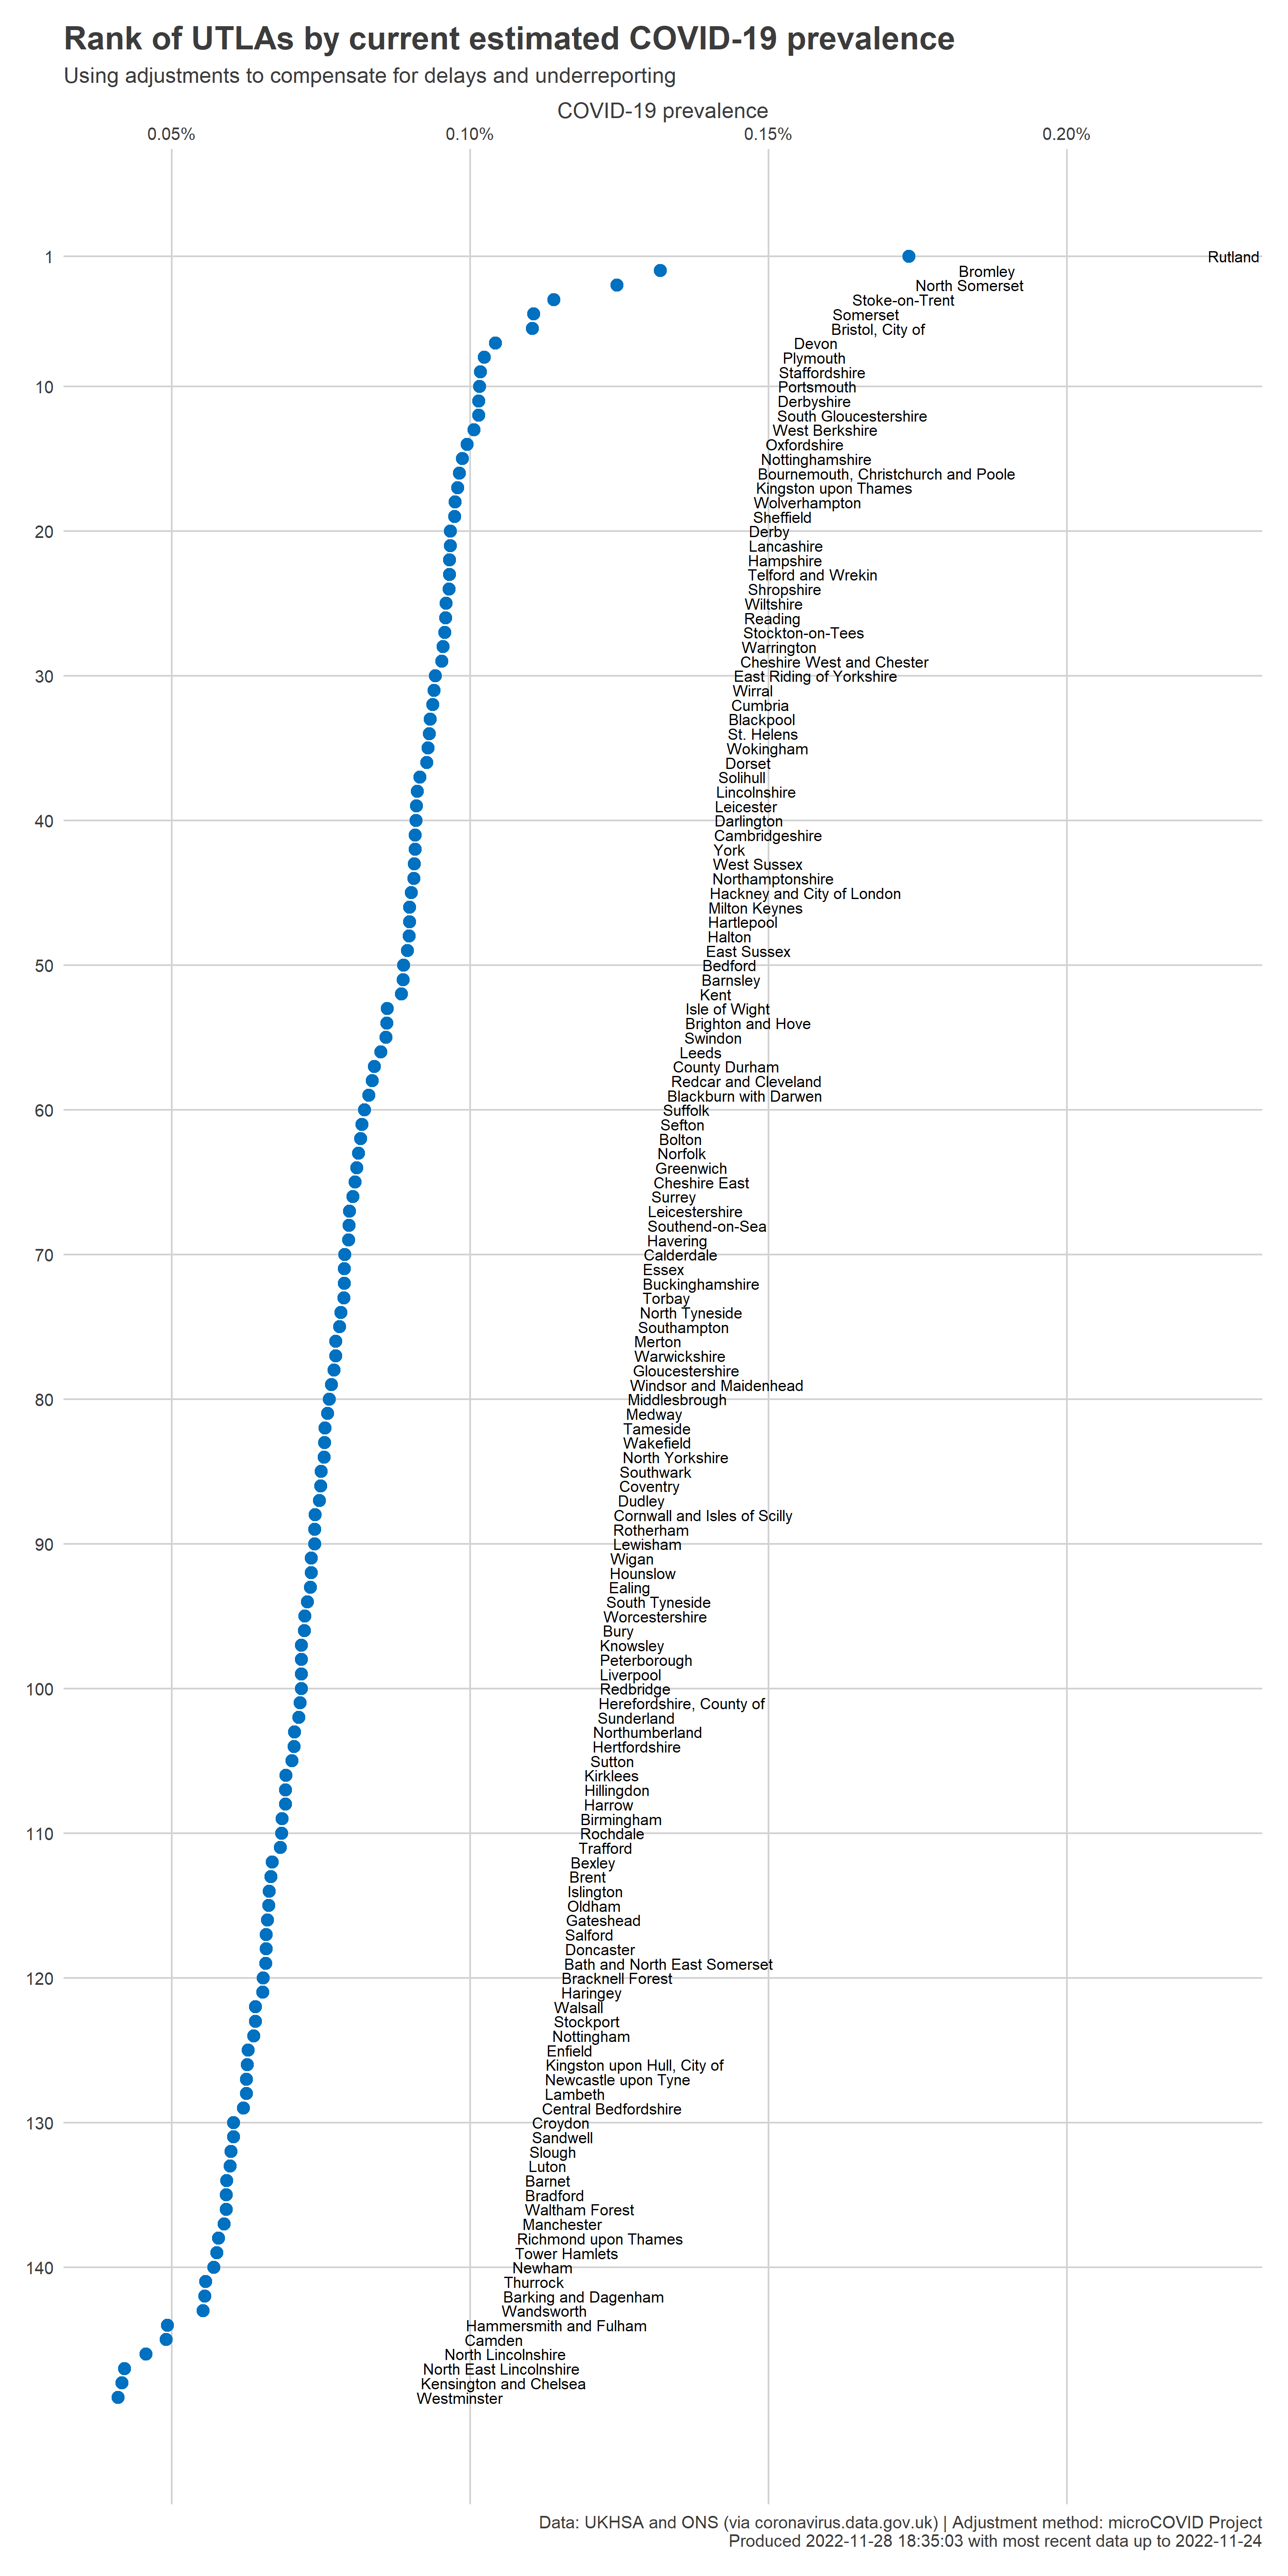 Rank of UTLAs by current estimated COVID-19 prevalence
Using adjustments to compensate for delays and underreporting
COVID-19 prevalence
0.05% 0.10% 0.15% 0.20%
1 Rutland
Bromley
North Somerset
Stoke-on-Trent
Somerset
Bristol, City of
Devon
Plymouth
Staffordshire
10 Portsmouth
Derbyshire
South Gloucestershire
West Berkshire
Oxfordshire
Nottinghamshire
Bournemouth, Christchurch and Poole
Kingston upon Thames
Wolverhampton
Sheffield
20 Derby
Lancashire
Hampshire
Telford and Wrekin
Shropshire
Wiltshire
Reading
Stockton-on-Tees
Warrington
Cheshire West and Chester
30 East Riding of Yorkshire
Wirral
Cumbria
Blackpool
St. Helens
Wokingham
Dorset
Solihull
Lincolnshire
Leicester
40 Darlington
Cambridgeshire
York
West Sussex
Northamptonshire
Hackney and City of London
Milton Keynes
Hartlepool
Halton
East Sussex
50 Bedford
Barnsley
Kent
Isle of Wight
Brighton and Hove
Swindon
Leeds
County Durham
Redcar and Cleveland
Blackburn with Darwen
60 Suffolk
Sefton
Bolton
Norfolk
Greenwich
Cheshire East
Surrey
Leicestershire
Southend-on-Sea
Havering
70 Calderdale
Essex
Buckinghamshire
Torbay
North Tyneside
Southampton
Merton
Warwickshire
Gloucestershire
Windsor and Maidenhead
80 Middlesbrough
Medway
Tameside
Wakefield
North Yorkshire
Southwark
Coventry
Dudley
Cornwall and Isles of Scilly
Rotherham
90 Lewisham
Wigan
Hounslow
Ealing
South Tyneside
Worcestershire
Bury
Knowsley
Peterborough
Liverpool
100 Redbridge
Herefordshire, County of
Sunderland
Northumberland
Hertfordshire
Sutton
Kirklees
Hillingdon
Harrow
Birmingham
110 Rochdale
Trafford
Bexley
Brent
Islington
Oldham
Gateshead
Salford
Doncaster
Bath and North East Somerset
120 Bracknell Forest
Haringey
Walsall
Stockport
Nottingham
Enfield
Kingston upon Hull, City of
Newcastle upon Tyne
Lambeth
Central Bedfordshire
130 Croydon
Sandwell
Slough
Luton
Barnet
Bradford
Waltham Forest
Manchester
Richmond upon Thames
Tower Hamlets
140 Newham
Thurrock
Barking and Dagenham
Wandsworth
Hammersmith and Fulham
Camden
North Lincolnshire
North East Lincolnshire
Kensington and Chelsea
Westminster
Data: UKHSA and ONS (via coronavirus.data.gov.uk) | Adjustment method: microCOVID Project
Produced 2022-11-28 18:35:03 with most recent data up to 2022-11-24